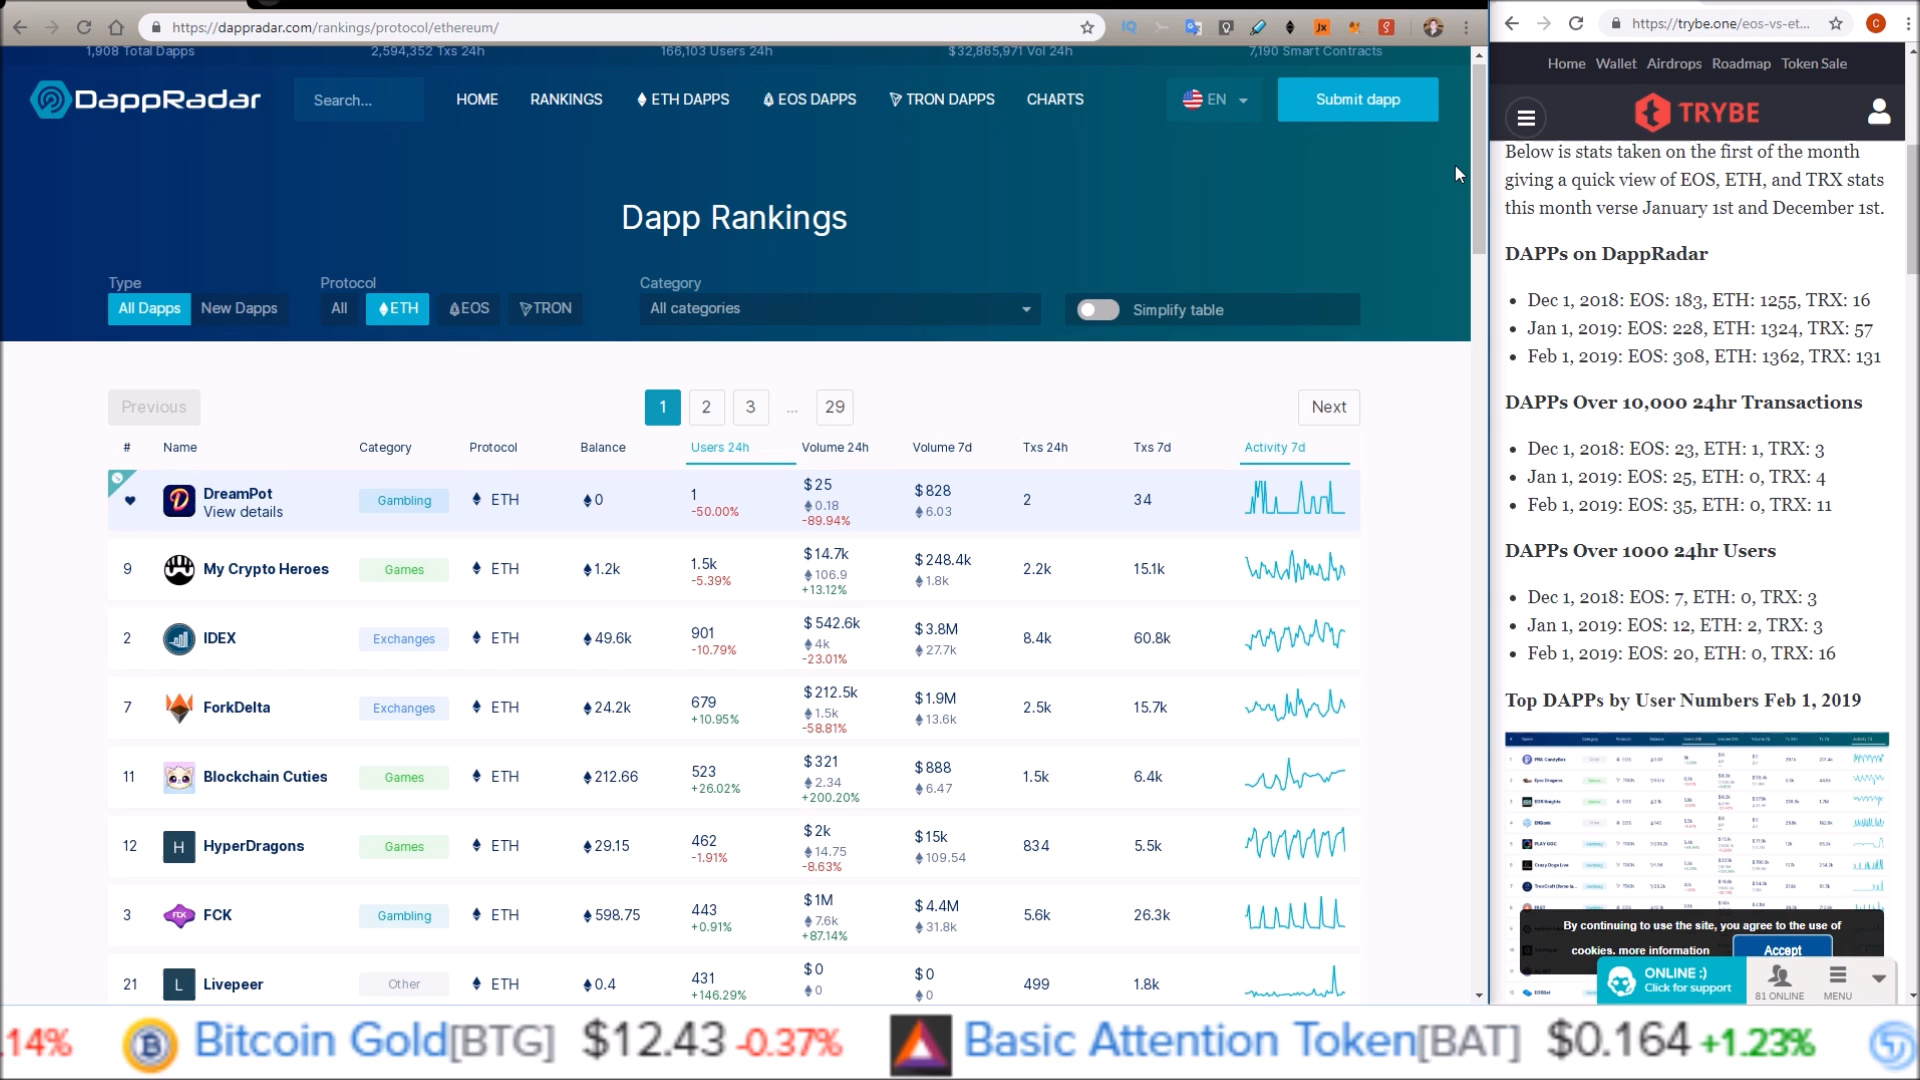 https://dappradar.com/rankings/protocol/ethereum/
1,908 Total Dapps 2,594,352 Txs 24h 166,103 Users 24h $32,865,971 Vol 24h 7,190 Smart Contracts
DappRadar Search... HOME RANKINGS ETH DAPPS EOS DAPPS TRON DAPPS CHARTS EN Submit dapp
Dapp Rankings
Type Protocol Category
All Dapps New Dapps All ETH EOS TRON All categories Simplify table
Previous 1 2 3 ... 29 Next
# Name Category Protocol Balance Users 24h Volume 24h Volume 7d Txs 24h Txs 7d Activity 7d
DreamPot View details Gambling ETH 0 1 -50.00% $25 0.18 -89.94% $828 6.03 2 34
9 My Crypto Heroes Games ETH 1.2k 1.5k -5.39% $14.7k 106.9 +13.12% $248.4k 1.8k 2.2k 15.1k
2 IDEX Exchanges ETH 49.6k 901 -10.79% $542.6k 4k -23.01% $3.8M 27.7k 8.4k 60.8k
7 ForkDelta Exchanges ETH 24.2k 679 +10.95% $212.5k 1.5k -58.81% $1.9M 13.6k 2.5k 15.7k
11 Blockchain Cuties Games ETH 212.66 523 +26.02% $321 2.34 +200.20% $888 6.47 1.5k 6.4k
12 H HyperDragons Games ETH 29.15 462 -1.91% $2k 14.75 -8.63% $15k 109.54 834 5.5k
3 FCK Gambling ETH 598.75 443 +0.91% $1M 7.6k +87.14% $4.4M 31.8k 5.6k 26.3k
21 L Livepeer Other ETH 0.4 431 +146.29% $0 0 $0 0 499 1.8k
https://trybe.one/eos-vs-et... C
Home Wallet Airdrops Roadmap Token Sale
TRYBE
Below is stats taken on the first of the month
giving a quick view of EOS, ETH, and TRX stats
this month verse January 1st and December 1st.
DAPPs on DappRadar
Dec 1, 2018: EOS: 183, ETH: 1255, TRX: 16
Jan 1, 2019: EOS: 228, ETH: 1324, TRX: 57
Feb 1, 2019: EOS: 308, ETH: 1362, TRX: 131
DAPPs Over 10,000 24hr Transactions
Dec 1, 2018: EOS: 23, ETH: 1, TRX: 3
Jan 1, 2019: EOS: 25, ETH: 0, TRX: 4
Feb 1, 2019: EOS: 35, ETH: 0, TRX: 11
DAPPs Over 1000 24hr Users
Dec 1, 2018: EOS: 7, ETH: 0, TRX: 3
Jan 1, 2019: EOS: 12, ETH: 2, TRX: 3
Feb 1, 2019: EOS: 20, ETH: 0, TRX: 16
Top DAPPs by User Numbers Feb 1, 2019
By continuing to use the site, you agree to the use of
cookies. more information Accept
ONLINE :)
Click for support
81 ONLINE MENU
.14% Bitcoin Gold[BTG] $12.43 -0.37% Basic Attention Token[BAT] $0.164 +1.23%